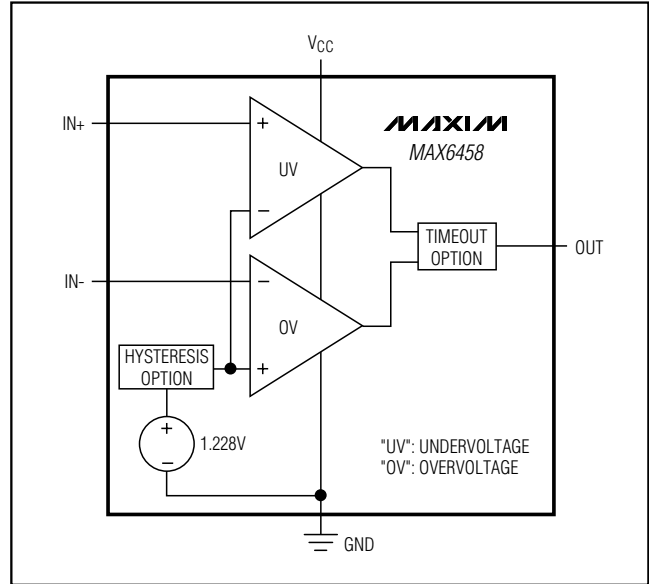 VCC
IN+
MAXIM
MAX6458
+
UV
−
TIMEOUT
OPTION
OUT
IN-
−
OV
HYSTERESIS
OPTION
+
+
1.228V
−
"UV": UNDERVOLTAGE
"OV": OVERVOLTAGE
GND